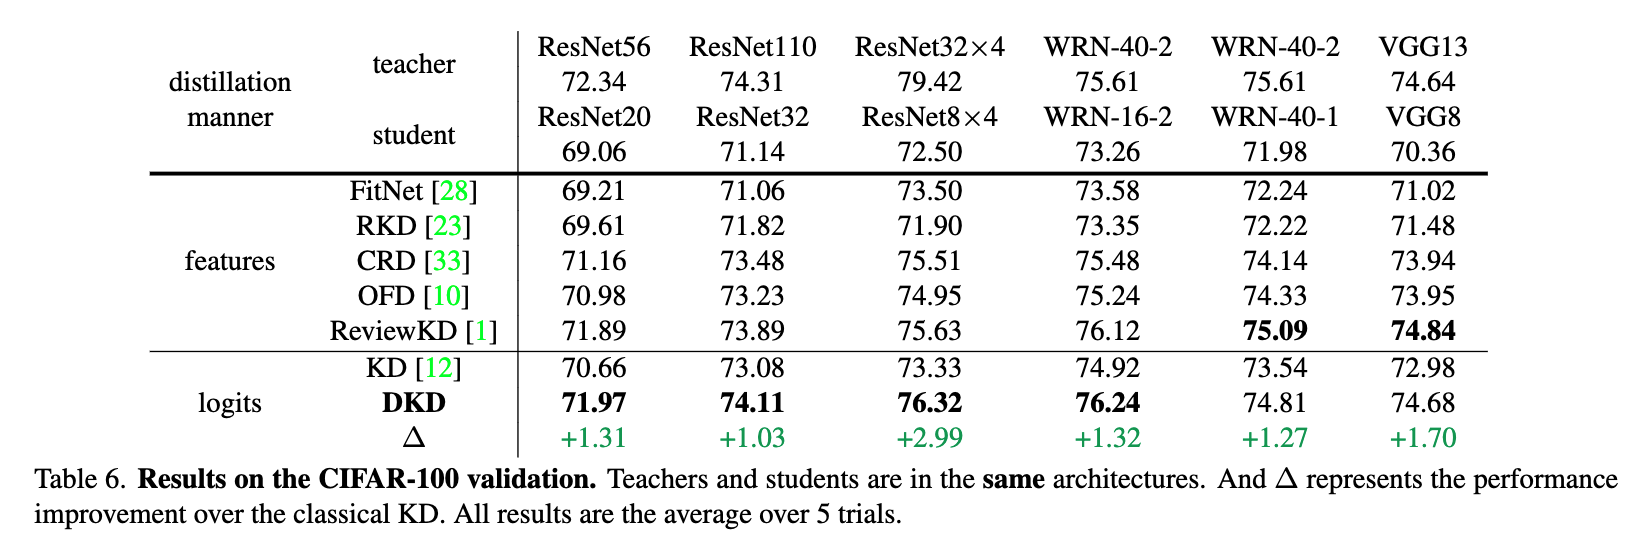 distillation manner teacher ResNet56 ResNet110 ResNet32×4 WRN-40-2 WRN-40-2 VGG13
72.34 74.31 79.42 75.61 75.61 74.64
student ResNet20 ResNet32 ResNet8×4 WRN-16-2 WRN-40-1 VGG8
69.06 71.14 72.50 73.26 71.98 70.36
features FitNet [28] 69.21 71.06 73.50 73.58 72.24 71.02
RKD [23] 69.61 71.82 71.90 73.35 72.22 71.48
CRD [33] 71.16 73.48 75.51 75.48 74.14 73.94
OFD [10] 70.98 73.23 74.95 75.24 74.33 73.95
ReviewKD [1] 71.89 73.89 75.63 76.12 75.09 74.84
logits KD [12] 70.66 73.08 73.33 74.92 73.54 72.98
DKD 71.97 74.11 76.32 76.24 74.81 74.68
Δ +1.31 +1.03 +2.99 +1.32 +1.27 +1.70
Table 6. Results on the CIFAR-100 validation. Teachers and students are in the same architectures. And Δ represents the performance
improvement over the classical KD. All results are the average over 5 trials.